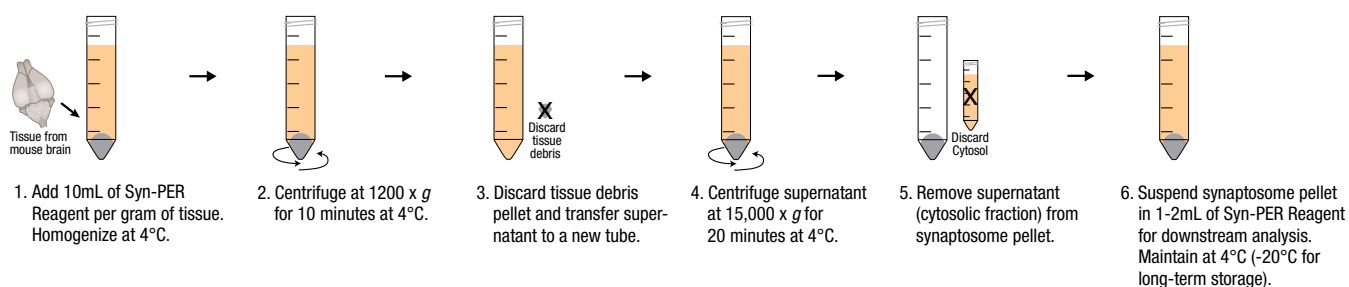 Tissue from
mouse brain
X
Discard
tissue
debris
X
Discard
Cytosol
1. Add 10mL of Syn-PER
Reagent per gram of tissue.
Homogenize at 4°C.
2. Centrifuge at 1200 x g
for 10 minutes at 4°C.
3. Discard tissue debris
pellet and transfer super-
natant to a new tube.
4. Centrifuge supernatant
at 15,000 x g for
20 minutes at 4°C.
5. Remove supernatant
(cytosolic fraction) from
synaptosome pellet.
6. Suspend synaptosome pellet
in 1-2mL of Syn-PER Reagent
for downstream analysis.
Maintain at 4°C (-20°C for
long-term storage).